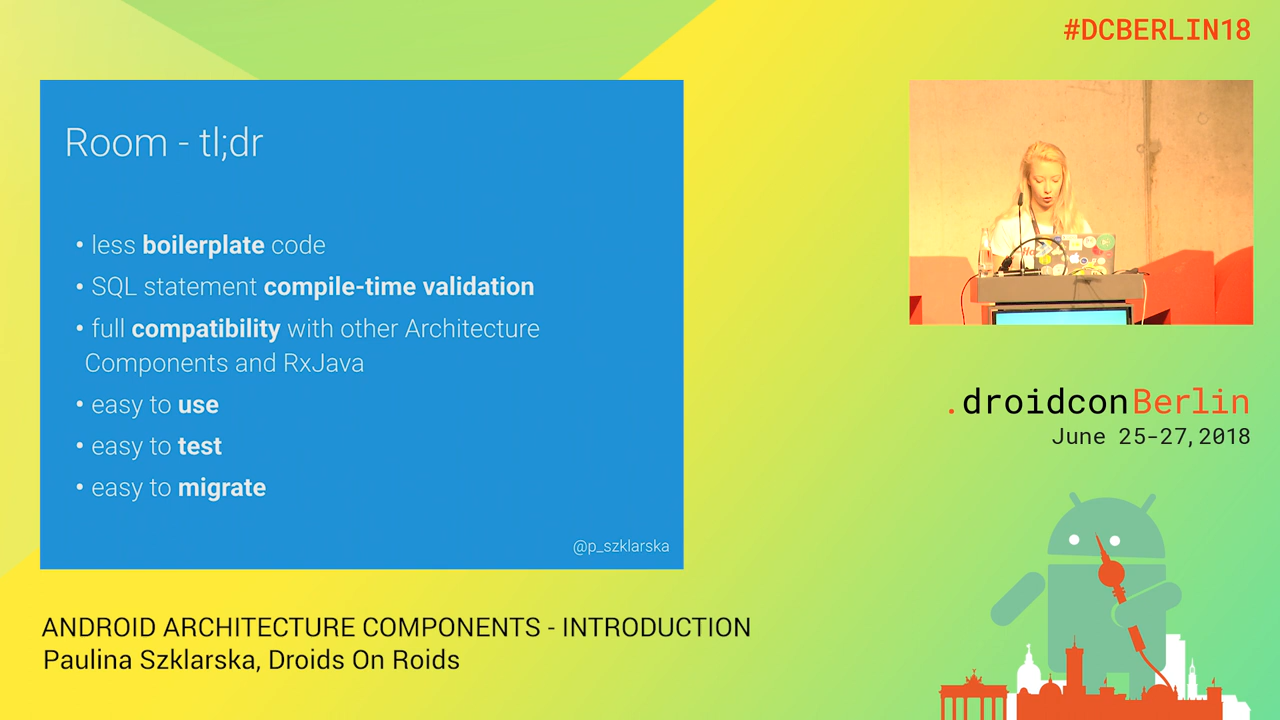 #DCBERLIN18
Room - tl;dr
• less boilerplate code
• SQL statement compile-time validation
• full compatibility with other Architecture
Components and RxJava
• easy to use
• easy to test
• easy to migrate
@p_szklarska
.droidconBerlin
June 25-27, 2018
ANDROID ARCHITECTURE COMPONENTS - INTRODUCTION
Paulina Szklarska, Droids On Roids